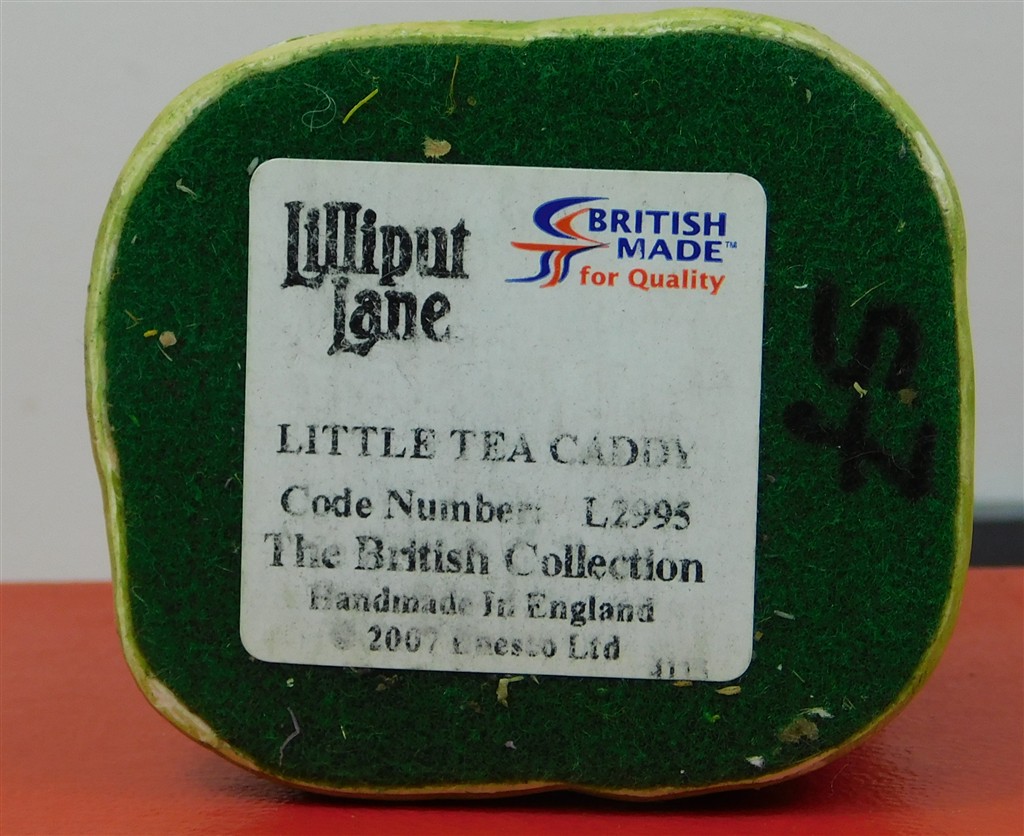 Lilliput
Lane
BRITISH
MADE™
for Quality
LITTLE TEA CADDY
Code Number: L2995
The British Collection
Handmade In England
© 2007 Enesco Ltd